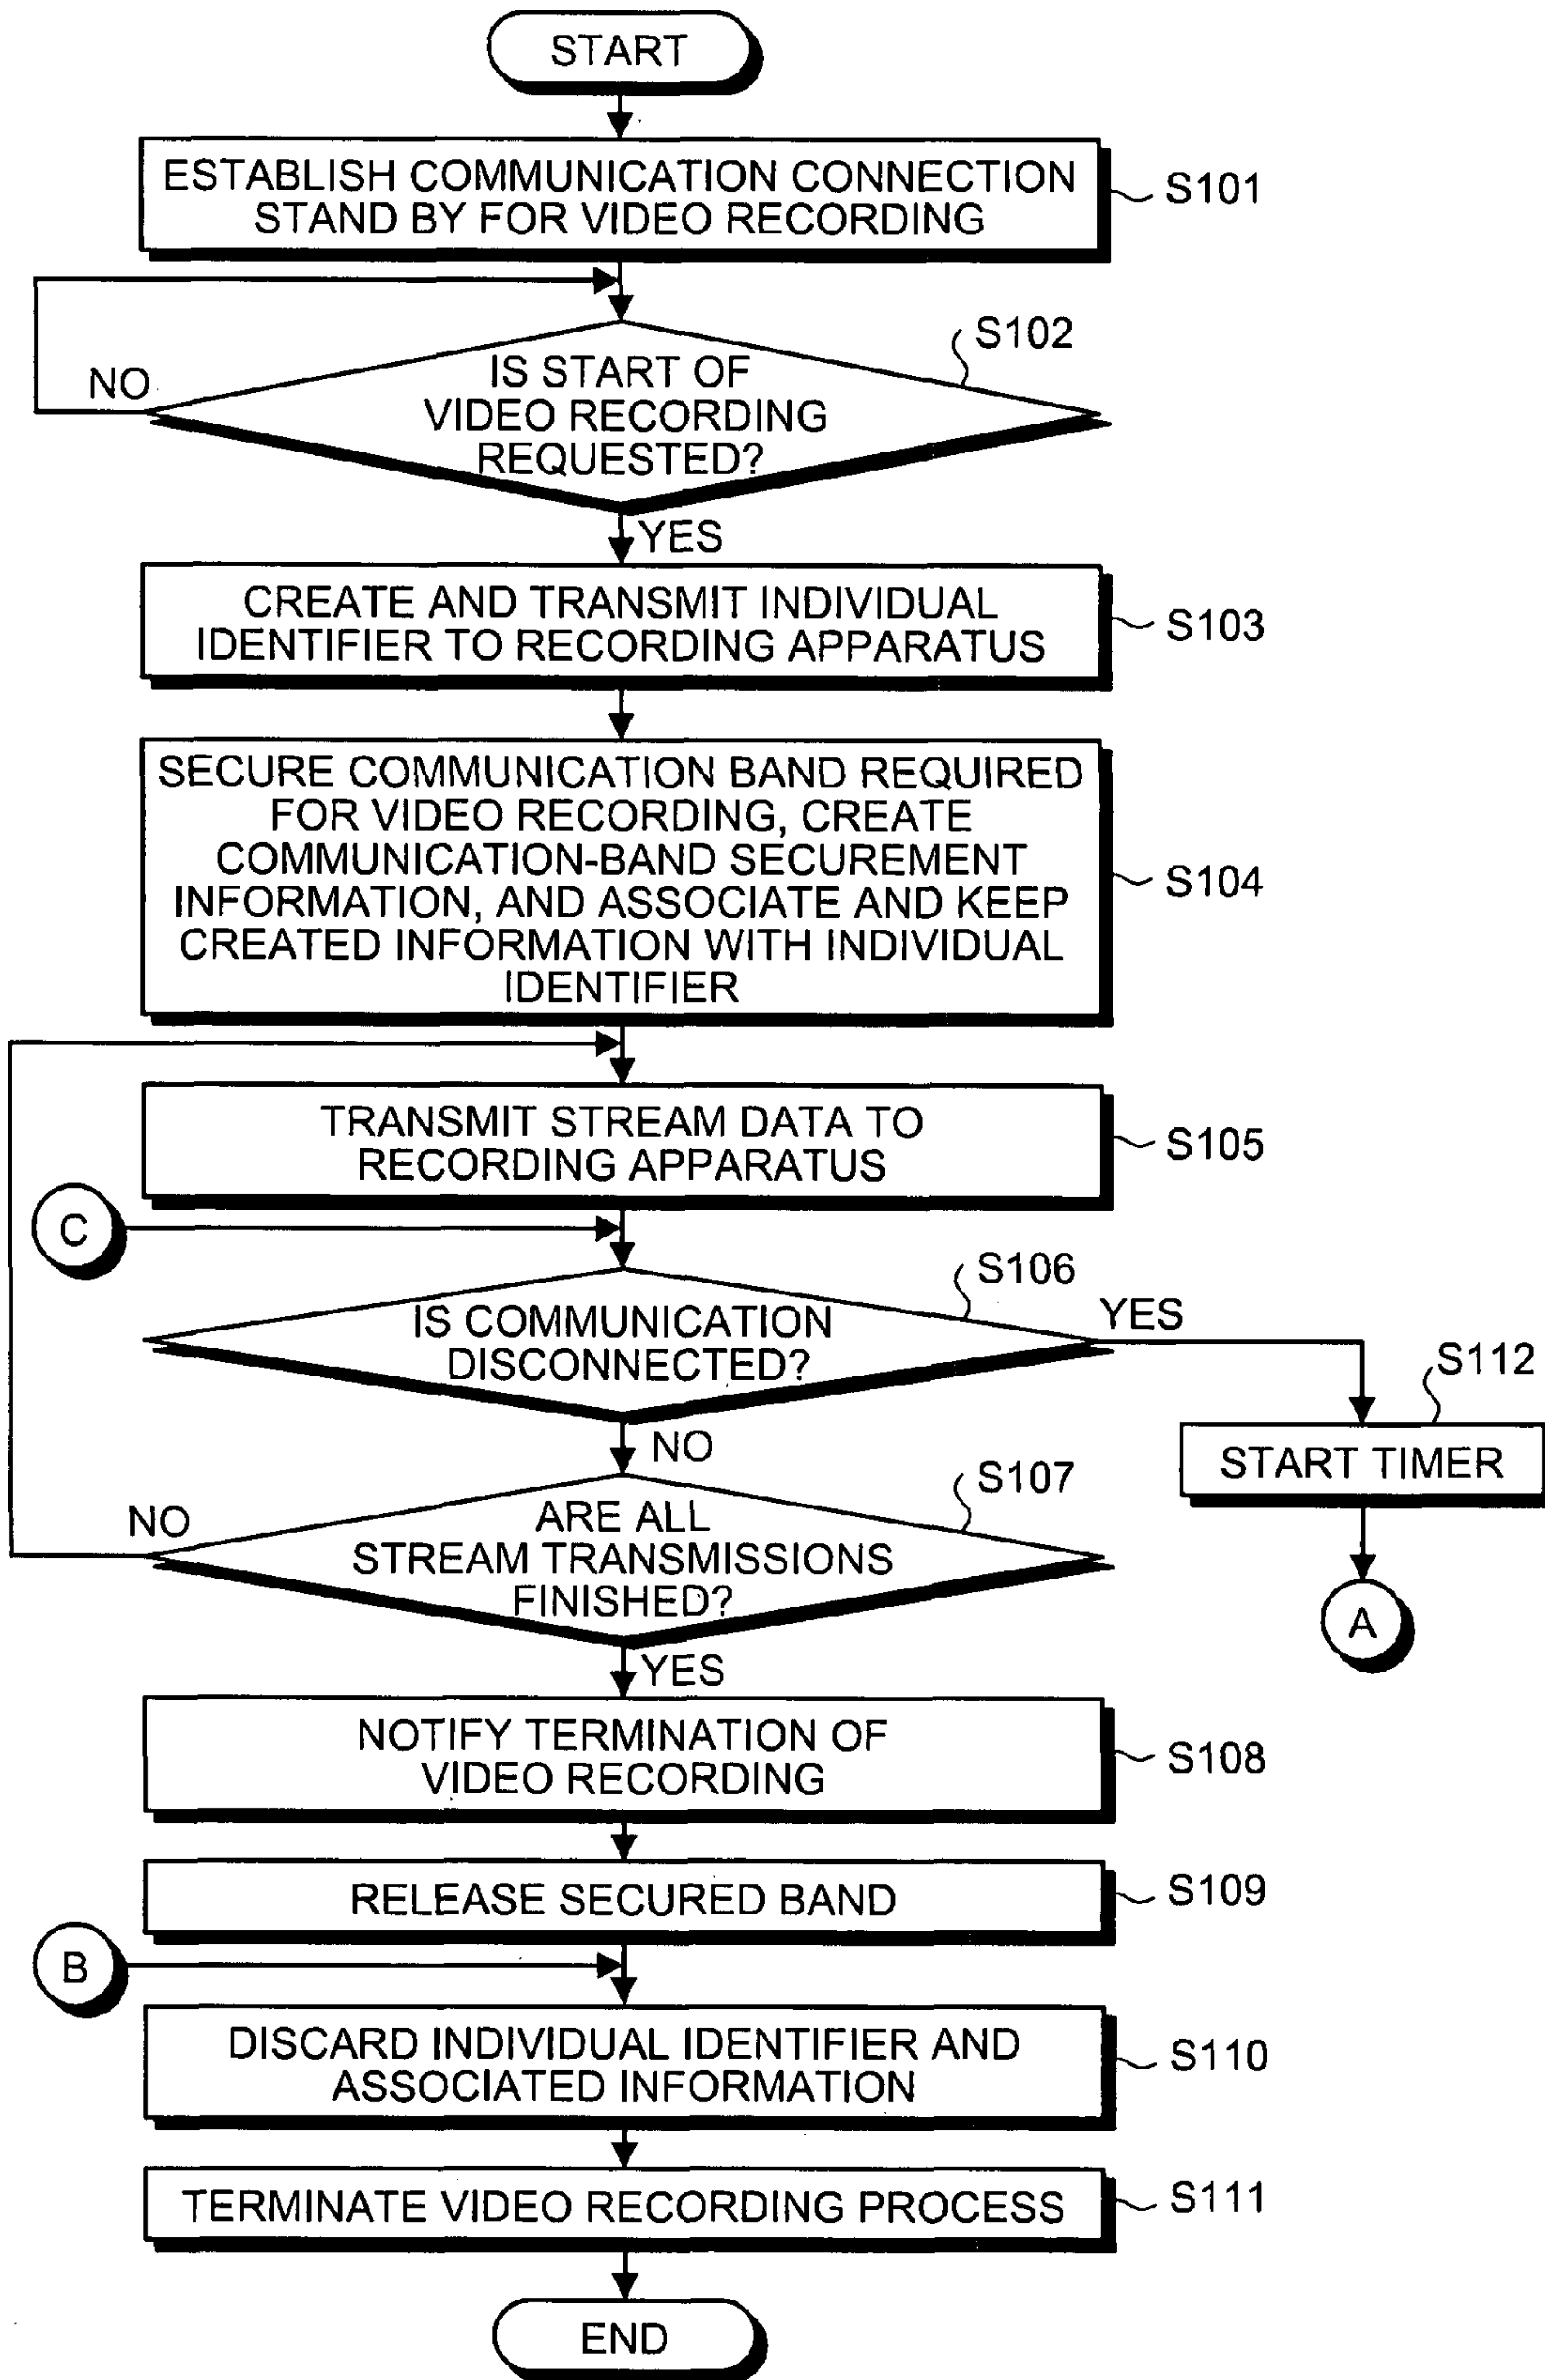 START
ESTABLISH COMMUNICATION CONNECTION
STAND BY FOR VIDEO RECORDING
S101
S102
IS START OF
VIDEO RECORDING
REQUESTED?
NO
YES
CREATE AND TRANSMIT INDIVIDUAL
IDENTIFIER TO RECORDING APPARATUS
S103
SECURE COMMUNICATION BAND REQUIRED
FOR VIDEO RECORDING, CREATE
COMMUNICATION-BAND SECUREMENT
INFORMATION, AND ASSOCIATE AND KEEP
CREATED INFORMATION WITH INDIVIDUAL
IDENTIFIER
S104
TRANSMIT STREAM DATA TO
RECORDING APPARATUS
S105
C
S106
IS COMMUNICATION
DISCONNECTED?
YES
S112
START TIMER
A
NO
S107
ARE ALL
STREAM TRANSMISSIONS
FINISHED?
NO
YES
NOTIFY TERMINATION OF
VIDEO RECORDING
S108
RELEASE SECURED BAND
S109
B
DISCARD INDIVIDUAL IDENTIFIER AND
ASSOCIATED INFORMATION
S110
TERMINATE VIDEO RECORDING PROCESS
S111
END